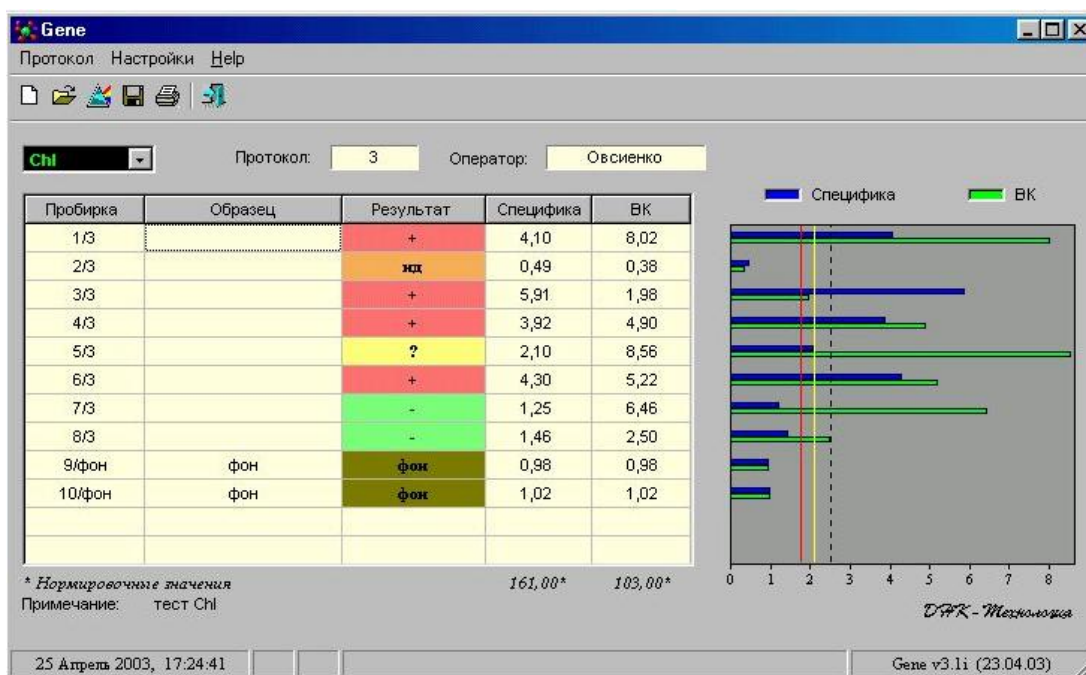 Gene
Протокол Настройки Help
Chl Протокол: 3 Оператор: Овсиенко
Специфика ВК
Пробирка Образец Результат Специфика ВК
1/3 + 4,10 8,02
2/3 нд 0,49 0,38
3/3 + 5,91 1,98
4/3 + 3,92 4,90
5/3 ? 2,10 8,56
6/3 + 4,30 5,22
7/3 - 1,25 6,46
8/3 - 1,46 2,50
9/фон фон фон 0,98 0,98
10/фон фон фон 1,02 1,02
0 1 2 3 4 5 6 7 8
* Нормировочные значения 161,00* 103,00*
Примечание: тест Chl
ДНК-Технология
25 Апрель 2003, 17:24:41 Gene v3.1i (23.04.03)